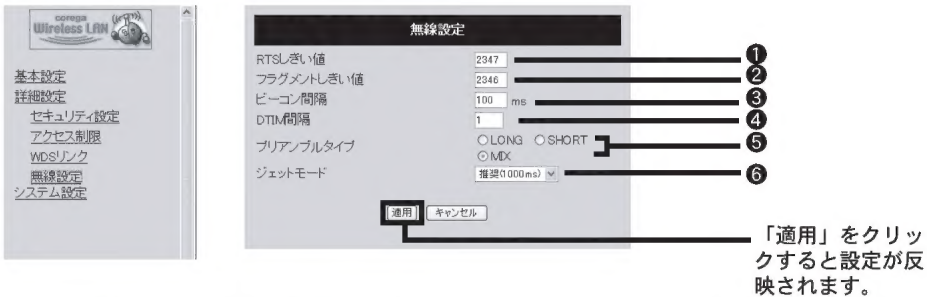 corega
Wireless LAN
基本設定
詳細設定
セキュリティ設定
アクセス制限
WDSリンク
無線設定
システム設定
無線設定
RTSしきい値 2347 ❶
フラグメントしきい値 2346 ❷
ビーコン間隔 100 ms ❸
DTIM間隔 1 ❹
プリアンブルタイプ ○LONG ○SHORT ❺
⊙MIX
ジェットモード 推奨(1000ms) ❻
適用 キャンセル
「適用」をクリッ
クすると設定が反
映されます。